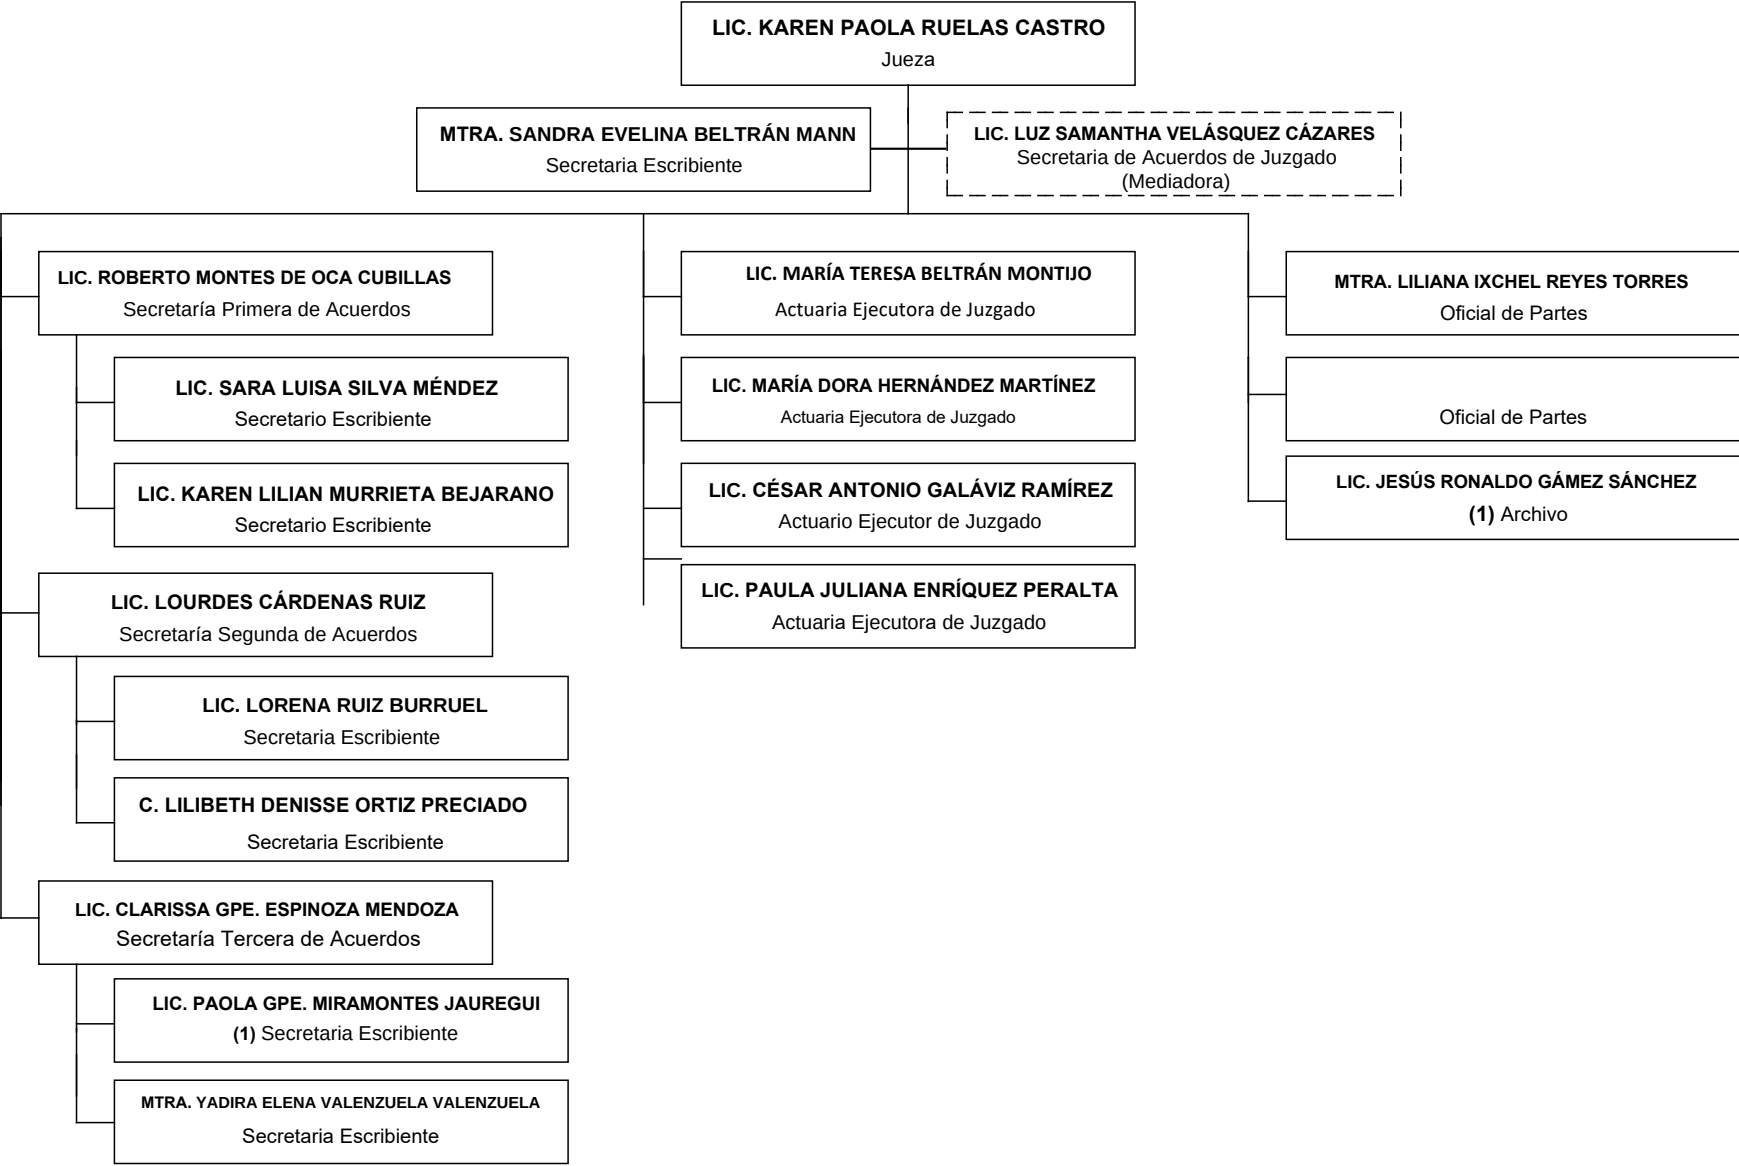 LIC. KAREN PAOLA RUELAS CASTRO
Jueza
MTRA. SANDRA EVELINA BELTRÁN MANN
Secretaria Escribiente
LIC. LUZ SAMANTHA VELÁSQUEZ CÁZARES
Secretaria de Acuerdos de Juzgado
(Mediadora)
LIC. ROBERTO MONTES DE OCA CUBILLAS
Secretaría Primera de Acuerdos
LIC. SARA LUISA SILVA MÉNDEZ
Secretario Escribiente
LIC. KAREN LILIAN MURRIETA BEJARANO
Secretario Escribiente
LIC. LOURDES CÁRDENAS RUIZ
Secretaría Segunda de Acuerdos
LIC. LORENA RUIZ BURRUEL
Secretaria Escribiente
C. LILIBETH DENISSE ORTIZ PRECIADO
Secretaria Escribiente
LIC. CLARISSA GPE. ESPINOZA MENDOZA
Secretaría Tercera de Acuerdos
LIC. PAOLA GPE. MIRAMONTES JAUREGUI
(1) Secretaria Escribiente
MTRA. YADIRA ELENA VALENZUELA VALENZUELA
Secretaria Escribiente
LIC. MARÍA TERESA BELTRÁN MONTIJO
Actuaria Ejecutora de Juzgado
LIC. MARÍA DORA HERNÁNDEZ MARTÍNEZ
Actuaria Ejecutora de Juzgado
LIC. CÉSAR ANTONIO GALÁVIZ RAMÍREZ
Actuario Ejecutor de Juzgado
LIC. PAULA JULIANA ENRÍQUEZ PERALTA
Actuaria Ejecutora de Juzgado
MTRA. LILIANA IXCHEL REYES TORRES
Oficial de Partes
Oficial de Partes
LIC. JESÚS RONALDO GÁMEZ SÁNCHEZ
(1) Archivo